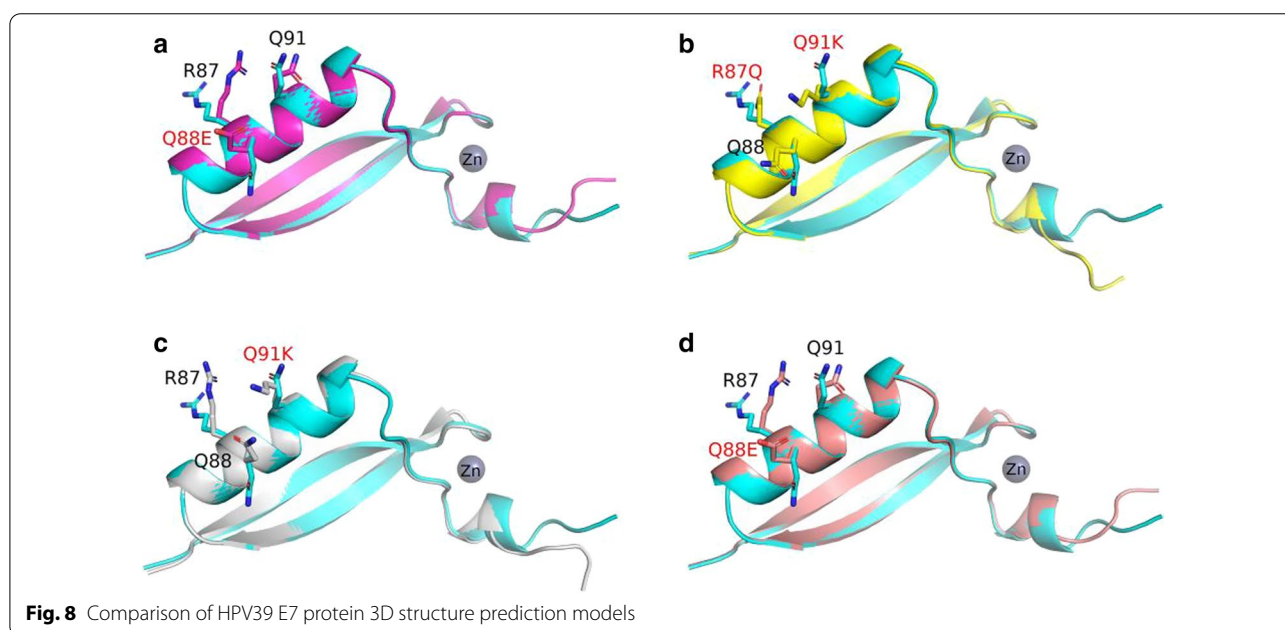 a
Q91
R87
Q88E
Zn
b
Q91K
R87Q
Q88
Zn
c
Q91K
R87
Q88
Zn
d
Q91
R87
Q88E
Zn
Fig. 8 Comparison of HPV39 E7 protein 3D structure prediction models